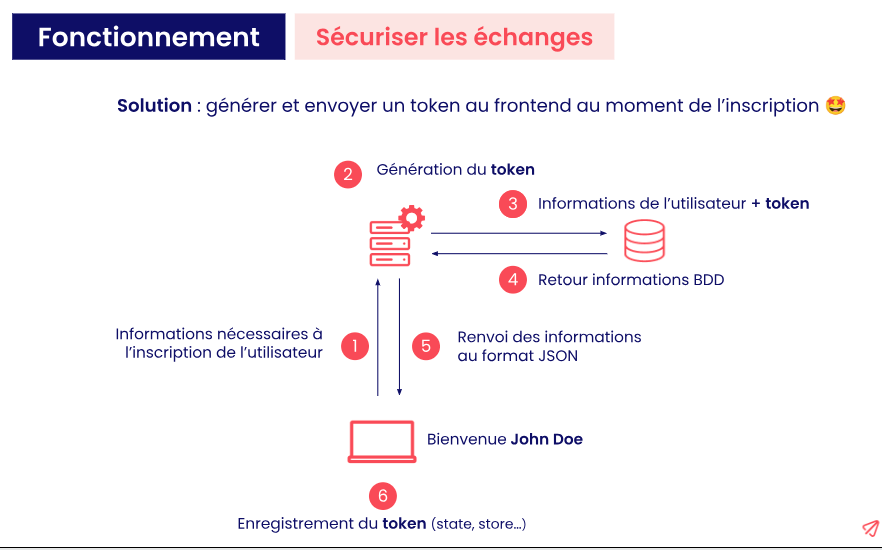 Fonctionnement
Sécuriser les échanges
Solution : générer et envoyer un token au frontend au moment de l’inscription 🤩
2
Génération du token
3
Informations de l’utilisateur + token
4
Retour informations BDD
Informations nécessaires à
l’inscription de l’utilisateur
1
5
Renvoi des informations
au format JSON
Bienvenue John Doe
6
Enregistrement du token (state, store…)